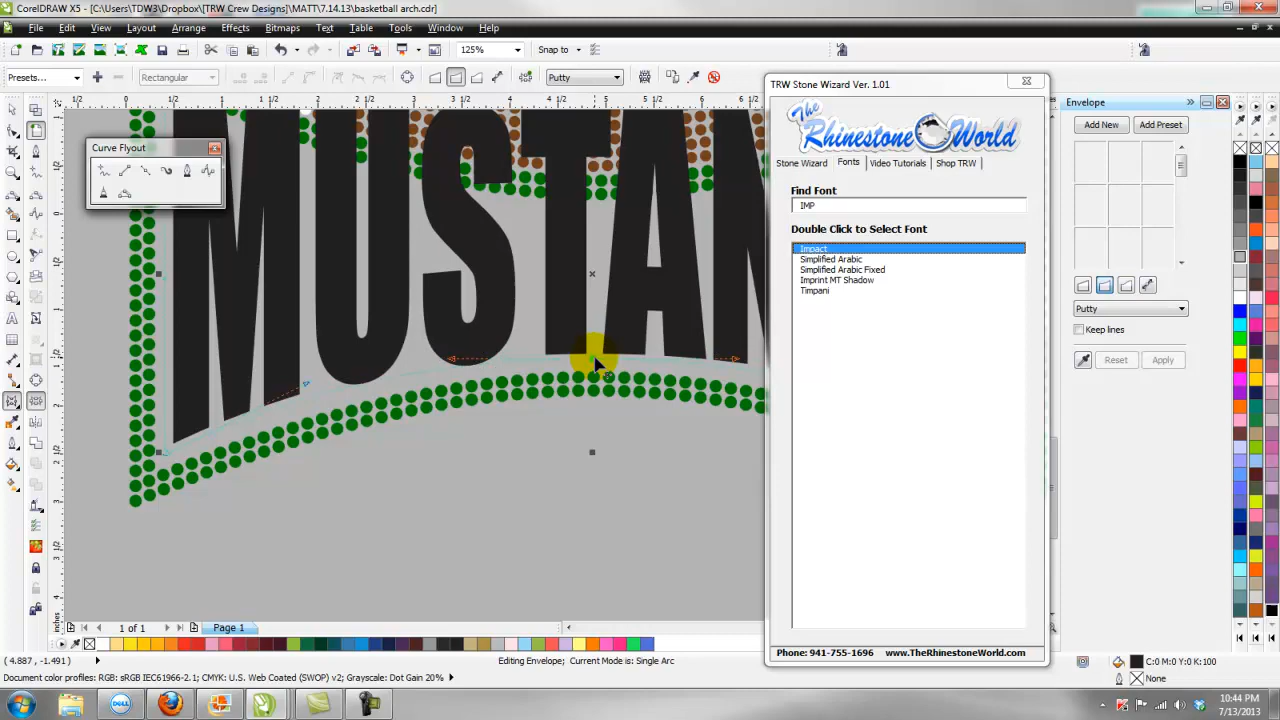 CorelDRAW X5 - [C:\Users\TDW3\Dropbox\[TRW Crew Designs]\MATT\7.14.13\basketball arch.cdr]
File Edit View Layout Arrange Effects Bitmaps Text Table Tools Window Help
125% Snap to
Presets... Rectangular Putty
TRW Stone Wizard Ver. 1.01
Envelope
Add New Add Preset
Curve Flyout
The Rhinestone World
Stone Wizard Fonts Video Tutorials Shop TRW
Find Font
IMP
Double Click to Select Font
Impact
Simplified Arabic
Simplified Arabic Fixed
Imprint MT Shadow
Timpani
MUSTAN
Putty
Keep lines
Reset Apply
1 of 1 Page 1
Phone: 941-755-1696 www.TheRhinestoneWorld.com
(4.887, -1.491) Editing Envelope; Current Mode is: Single Arc C:0 M:0 Y:0 K:100
Document color profiles: RGB: sRGB IEC61966-2.1; CMYK: U.S. Web Coated (SWOP) v2; Grayscale: Dot Gain 20% None
10:44 PM
7/13/2013